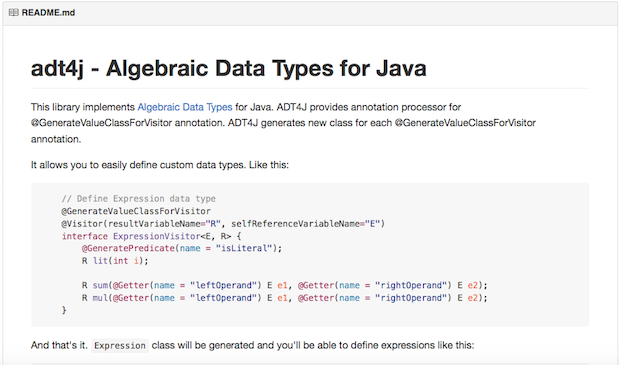 README.md
adt4j - Algebraic Data Types for Java
This library implements Algebraic Data Types for Java. ADT4J provides annotation processor for
@GenerateValueClassForVisitor annotation. ADT4J generates new class for each @GenerateValueClassForVisitor
annotation.
It allows you to easily define custom data types. Like this:
// Define Expression data type
@GenerateValueClassForVisitor
@Visitor(resultVariableName="R", selfReferenceVariableName="E")
interface ExpressionVisitor<E, R> {
    @GeneratePredicate(name = "isLiteral");
    R lit(int i);
    R sum(@Getter(name = "leftOperand") E e1, @Getter(name = "rightOperand") E e2);
    R mul(@Getter(name = "leftOperand") E e1, @Getter(name = "rightOperand") E e2);
}
And that's it. Expression class will be generated and you'll be able to define expressions like this: